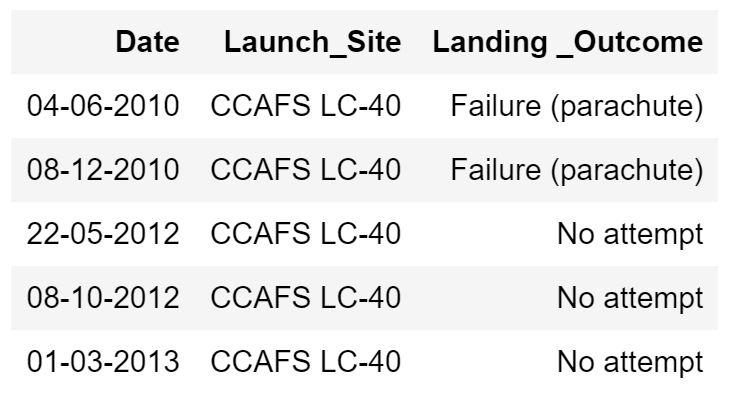 Date Launch_Site Landing _Outcome
04-06-2010 CCAFS LC-40 Failure (parachute)
08-12-2010 CCAFS LC-40 Failure (parachute)
22-05-2012 CCAFS LC-40 No attempt
08-10-2012 CCAFS LC-40 No attempt
01-03-2013 CCAFS LC-40 No attempt